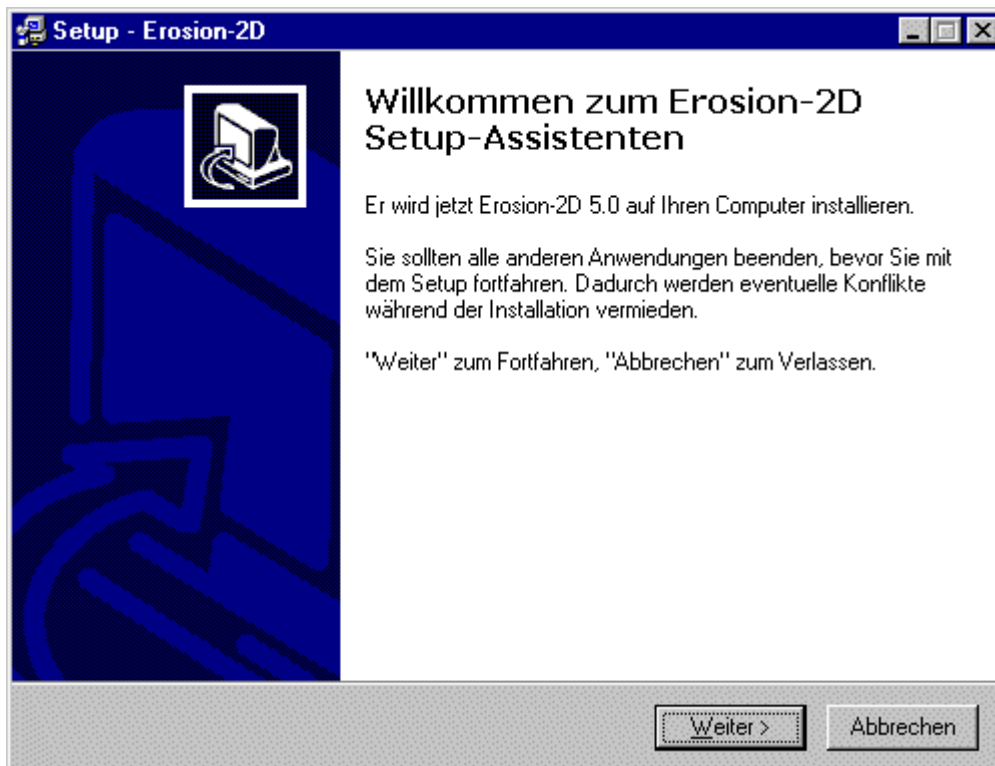 Setup - Erosion-2D
Willkommen zum Erosion-2D
Setup-Assistenten
Er wird jetzt Erosion-2D 5.0 auf Ihren Computer installieren.
Sie sollten alle anderen Anwendungen beenden, bevor Sie mit
dem Setup fortfahren. Dadurch werden eventuelle Konflikte
während der Installation vermieden.
"Weiter" zum Fortfahren, "Abbrechen" zum Verlassen.
Weiter >
Abbrechen